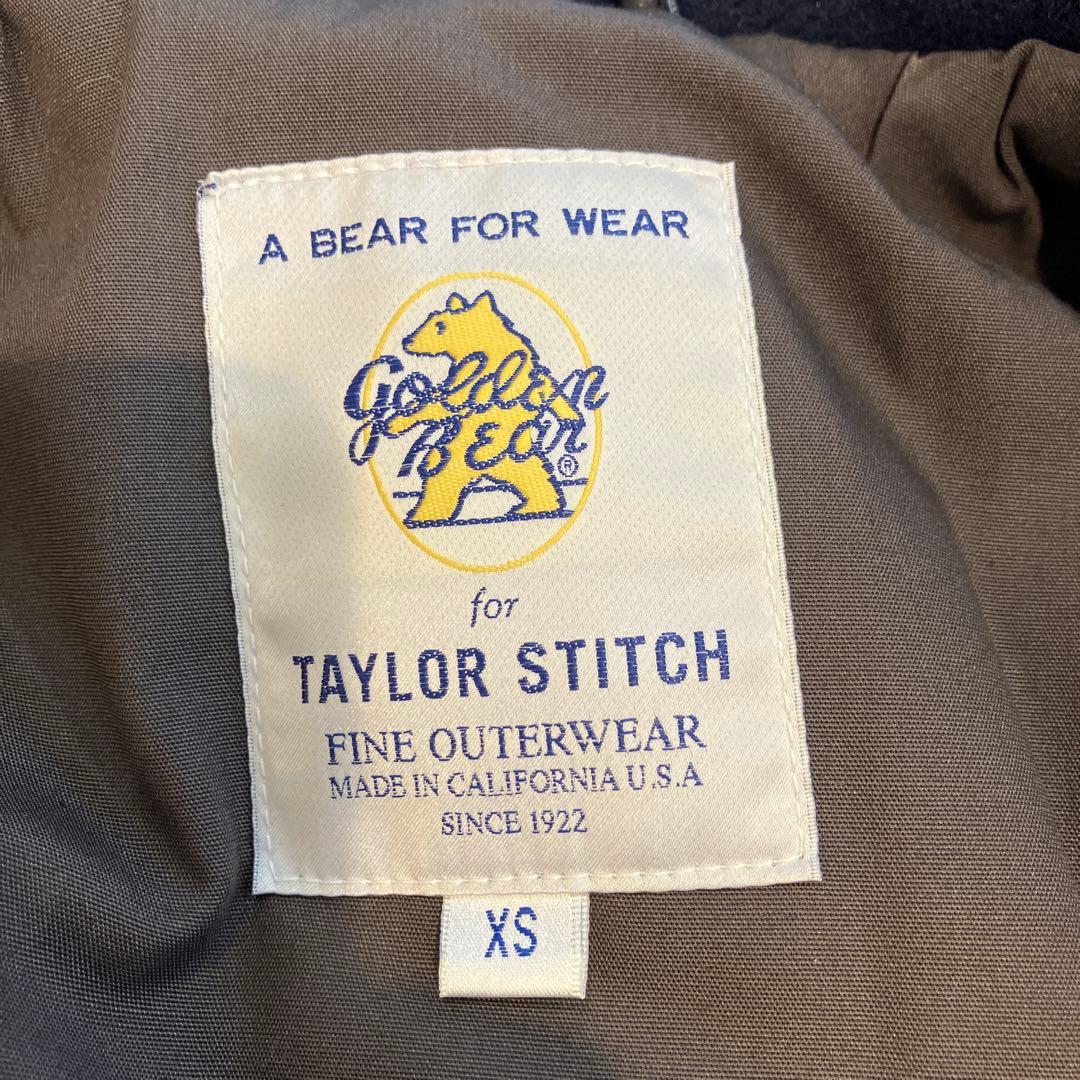 A BEAR FOR WEAR
Golden
BEar
®
for
TAYLOR STITCH
FINE OUTERWEAR
MADE IN CALIFORNIA U.S.A
SINCE 1922
XS